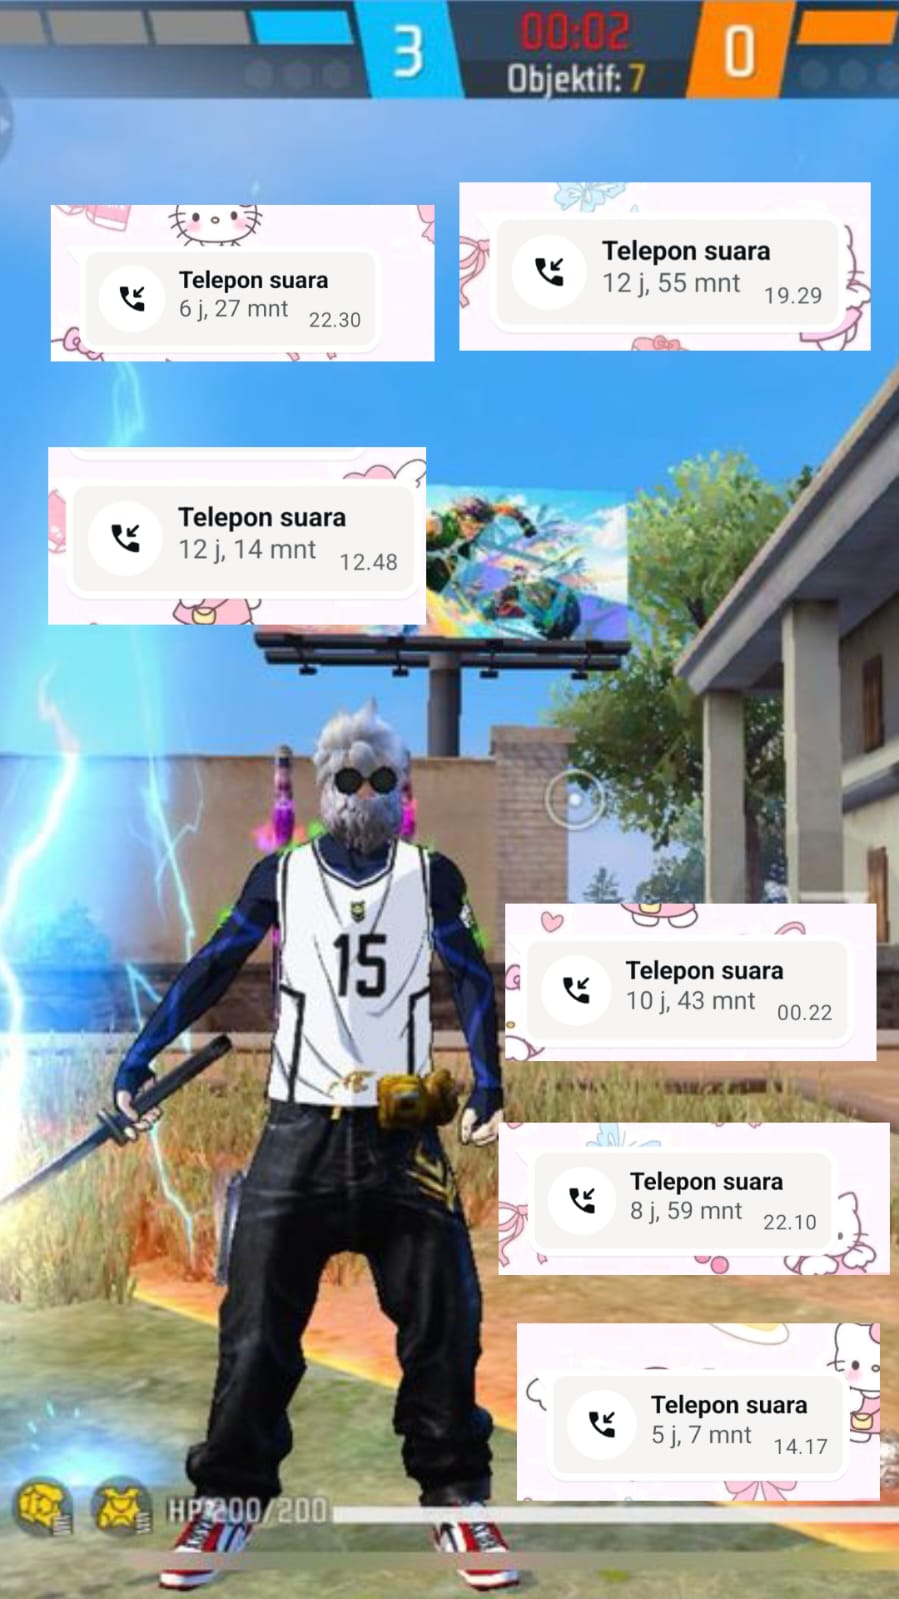 3
00:02
0
Objektif: 7
Telepon suara
6 j, 27 mnt
22.30
Telepon suara
12 j, 55 mnt
19.29
Telepon suara
12 j, 14 mnt
12.48
15
Telepon suara
10 j, 43 mnt
00.22
Telepon suara
8 j, 59 mnt
22.10
Telepon suara
5 j, 7 mnt
14.17
HP 200/200